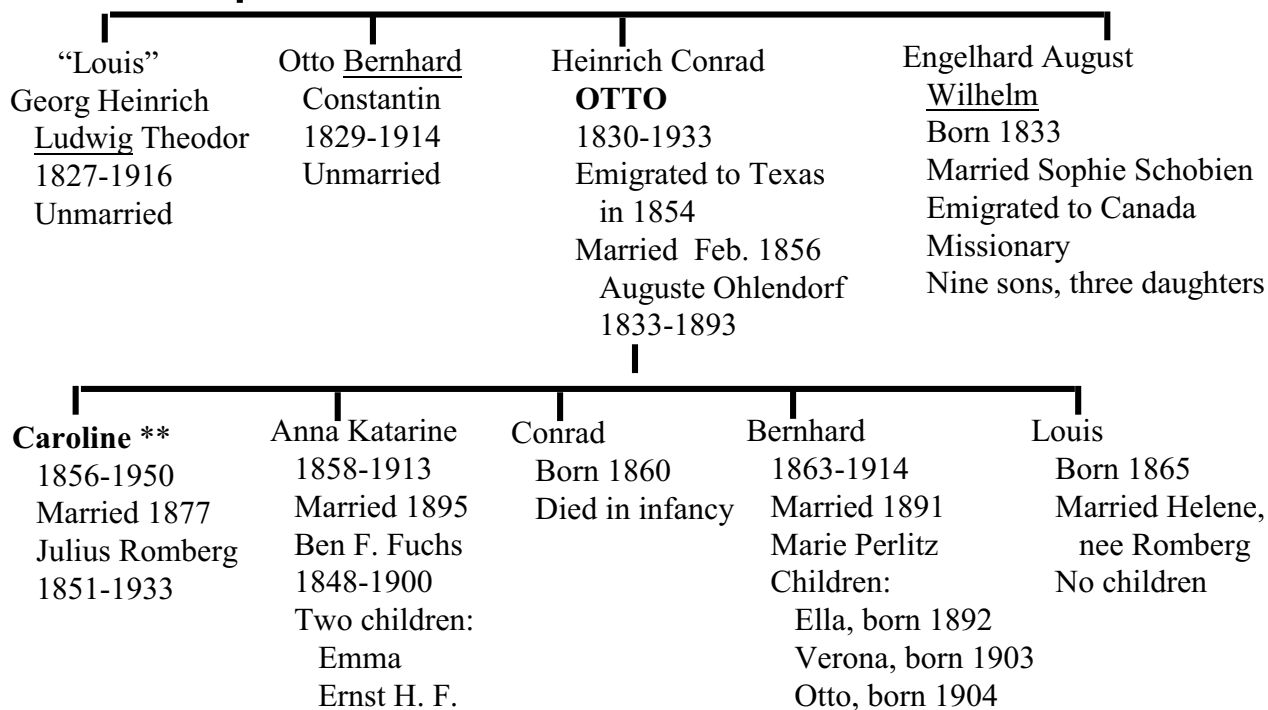 “Louis”
Georg Heinrich
Ludwig Theodor
1827-1916
Unmarried
Otto Bernhard
Constantin
1829-1914
Unmarried
Heinrich Conrad
OTTO
1830-1933
Emigrated to Texas
in 1854
Married Feb. 1856
Auguste Ohlendorf
1833-1893
Engelhard August
Wilhelm
Born 1833
Married Sophie Schobien
Emigrated to Canada
Missionary
Nine sons, three daughters
Caroline **
1856-1950
Married 1877
Julius Romberg
1851-1933
Anna Katarine
1858-1913
Married 1895
Ben F. Fuchs
1848-1900
Two children:
Emma
Ernst H. F.
Conrad
Born 1860
Died in infancy
Bernhard
1863-1914
Married 1891
Marie Perlitz
Children:
Ella, born 1892
Verona, born 1903
Otto, born 1904
Louis
Born 1865
Married Helene,
nee Romberg
No children